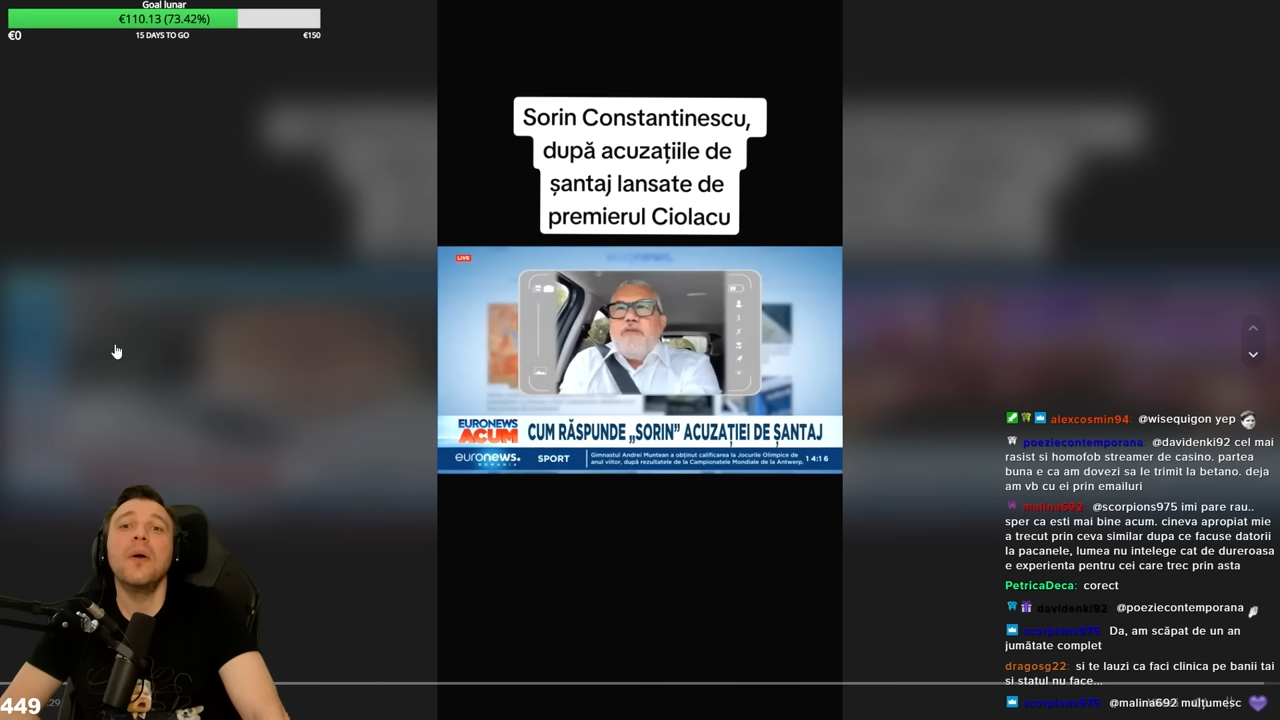 Goal lunar
€110.13 (73.42%)
€0
15 DAYS TO GO
€150
Sorin Constantinescu,
după acuzațiile de
șantaj lansate de
premierul Ciolacu
LIVE
EURONEWS
ACUM
CUM RĂSPUNDE „SORIN” ACUZAȚIEI DE ȘANTAJ
euronews.
ROMANIA
SPORT
Gimnastul Andrei Muntean a obținut calificarea la Jocurile Olimpice de
anul viitor, după rezultatele de la Campionatele Mondiale de la Antwerp.
14:16
alexcosmin94: @wisequigon yep
poeziecontemporana: @davidenki92 cel mai
rasist si homofob streamer de casino. partea
buna e ca am dovezi sa le trimit la betano. deja
am vb cu ei prin emailuri
malina692: @scorpions975 imi pare rau..
sper ca esti mai bine acum. cineva apropiat mie
a trecut prin ceva similar dupa ce facuse datorii
la pacanele, lumea nu intelege cat de dureroasa
e experienta pentru cei care trec prin asta
PetricaDeca: corect
davidenki92: @poeziecontemporana
scorpions975: Da, am scăpat de un an
jumătate complet
dragosg22: si te lauzi ca faci clinica pe banii tai
si statul nu face...
scorpions975: @malina692 mulțumesc
449
:29